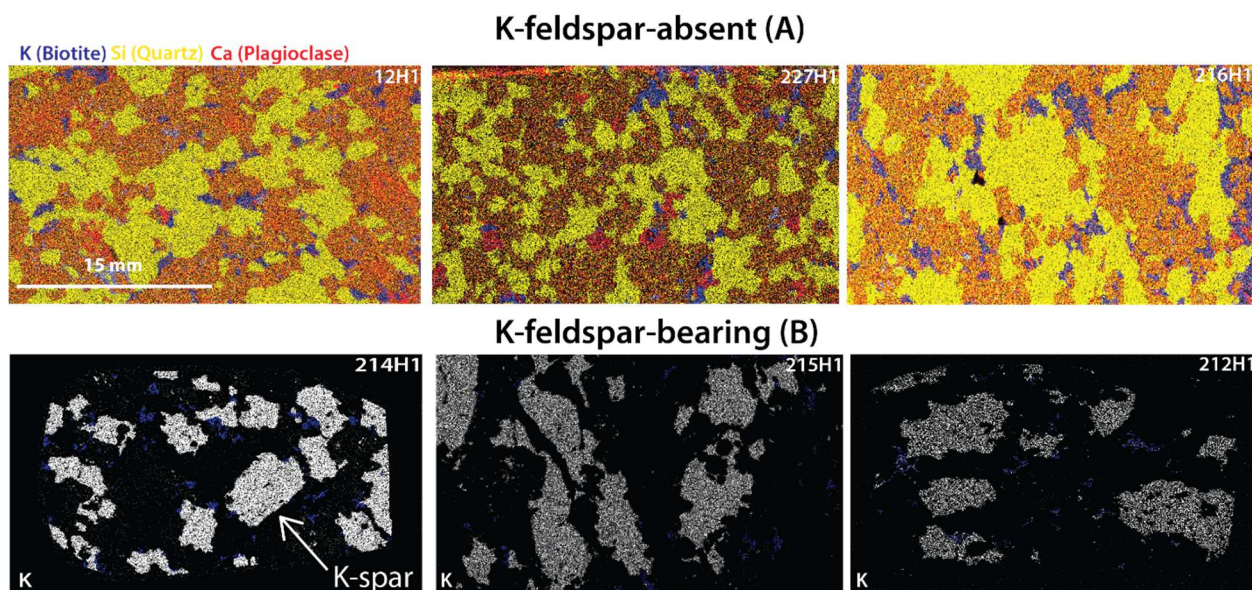 K-feldspar-absent (A)
K (Biotite) Si (Quartz) Ca (Plagioclase)
12H1
227H1
216H1
15 mm
K-feldspar-bearing (B)
214H1
215H1
212H1
K-spar
K
K
K